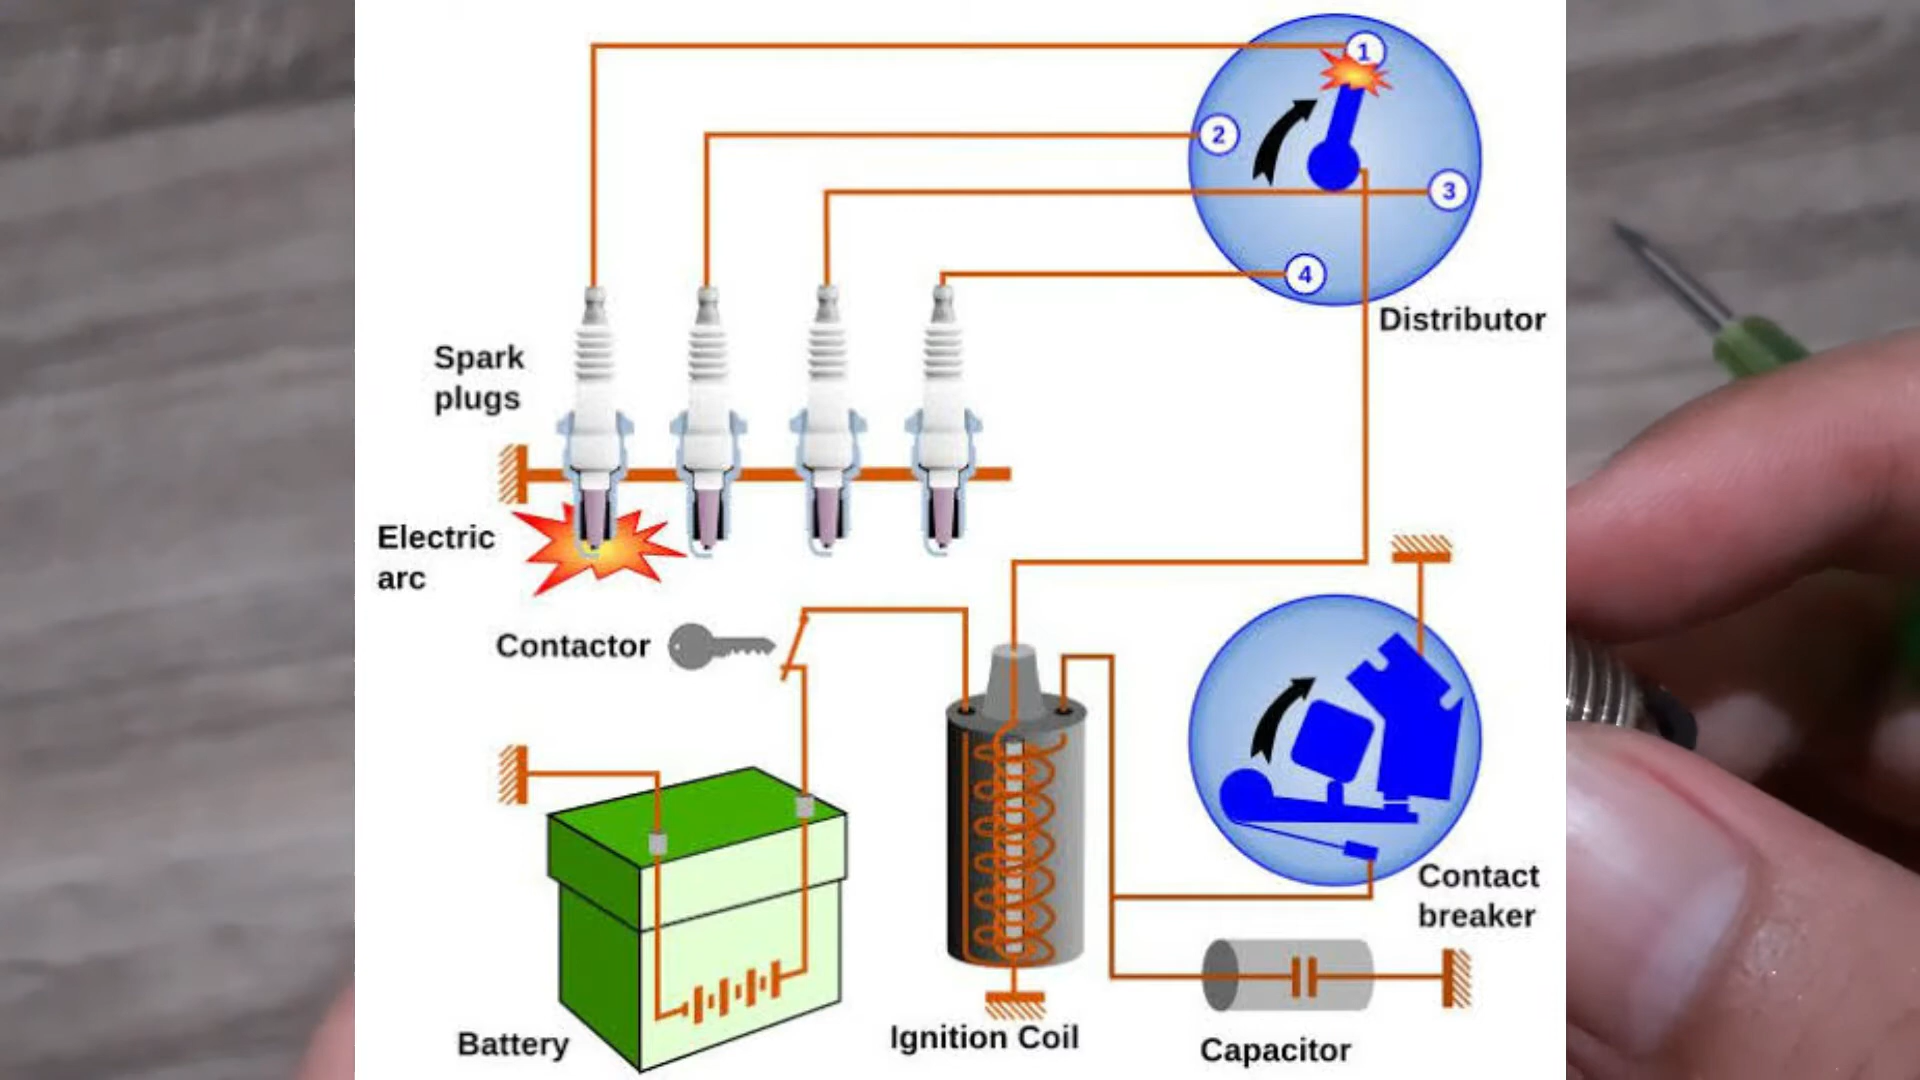 1
2
3
4
Distributor
Spark
plugs
Electric
arc
Contactor
Contact
breaker
Battery
Ignition Coil
Capacitor